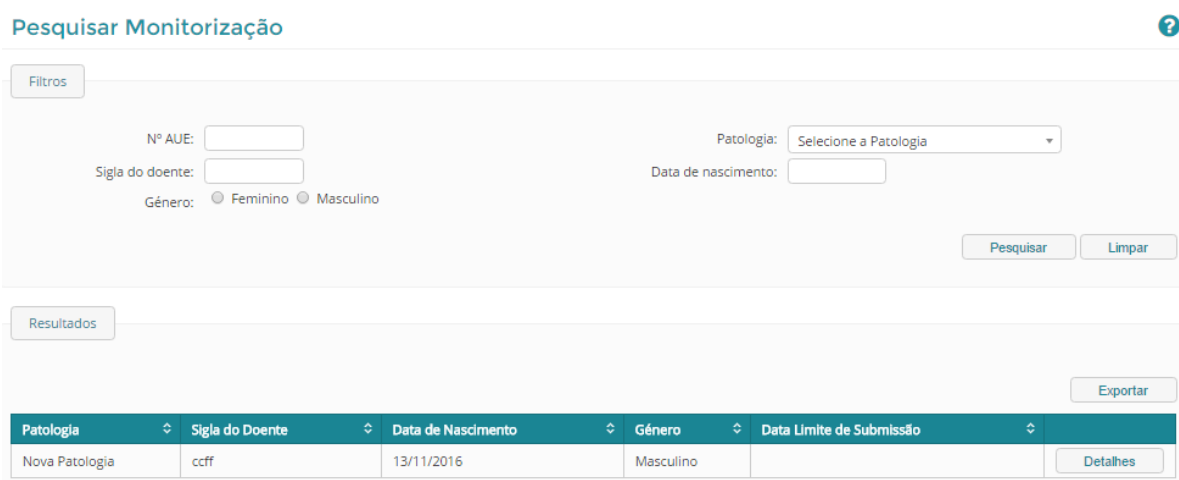 Pesquisar Monitorização ?
Filtros
Nº AUE: Patologia: Selecione a Patologia
Sigla do doente: Data de nascimento:
Género: Feminino Masculino
Pesquisar Limpar
Resultados
Exportar
Patologia Sigla do Doente Data de Nascimento Género Data Limite de Submissão
Nova Patologia ccff 13/11/2016 Masculino Detalhes